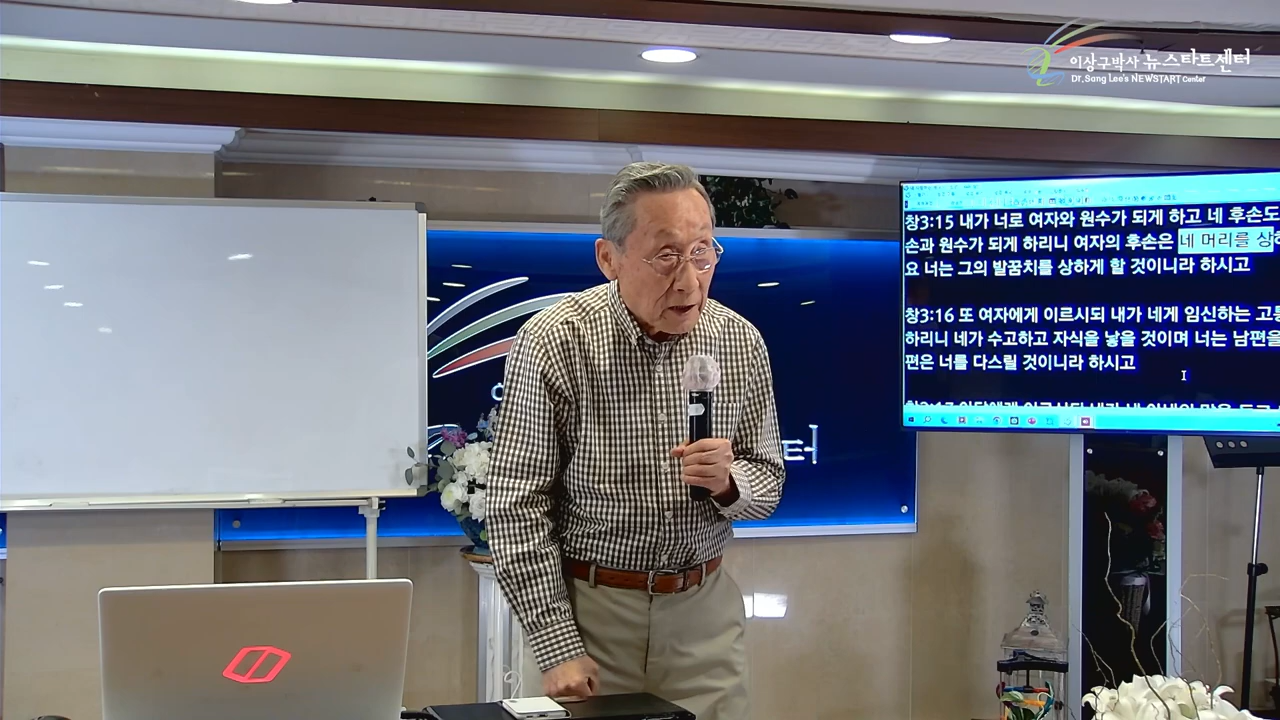 이상구박사 뉴스타트센터
Dr. Sang Lee's NEWSTART Center
창3:15 내가 너로 여자와 원수가 되게 하고 네 후손도
손과 원수가 되게 하리니 여자의 후손은 네 머리를 상하
요 너는 그의 발꿈치를 상하게 할 것이니라 하시고
창3:16 또 여자에게 이르시되 내가 네게 임신하는 고통
하리니 네가 수고하고 자식을 낳을 것이며 너는 남편을
편은 너를 다스릴 것이니라 하시고
터